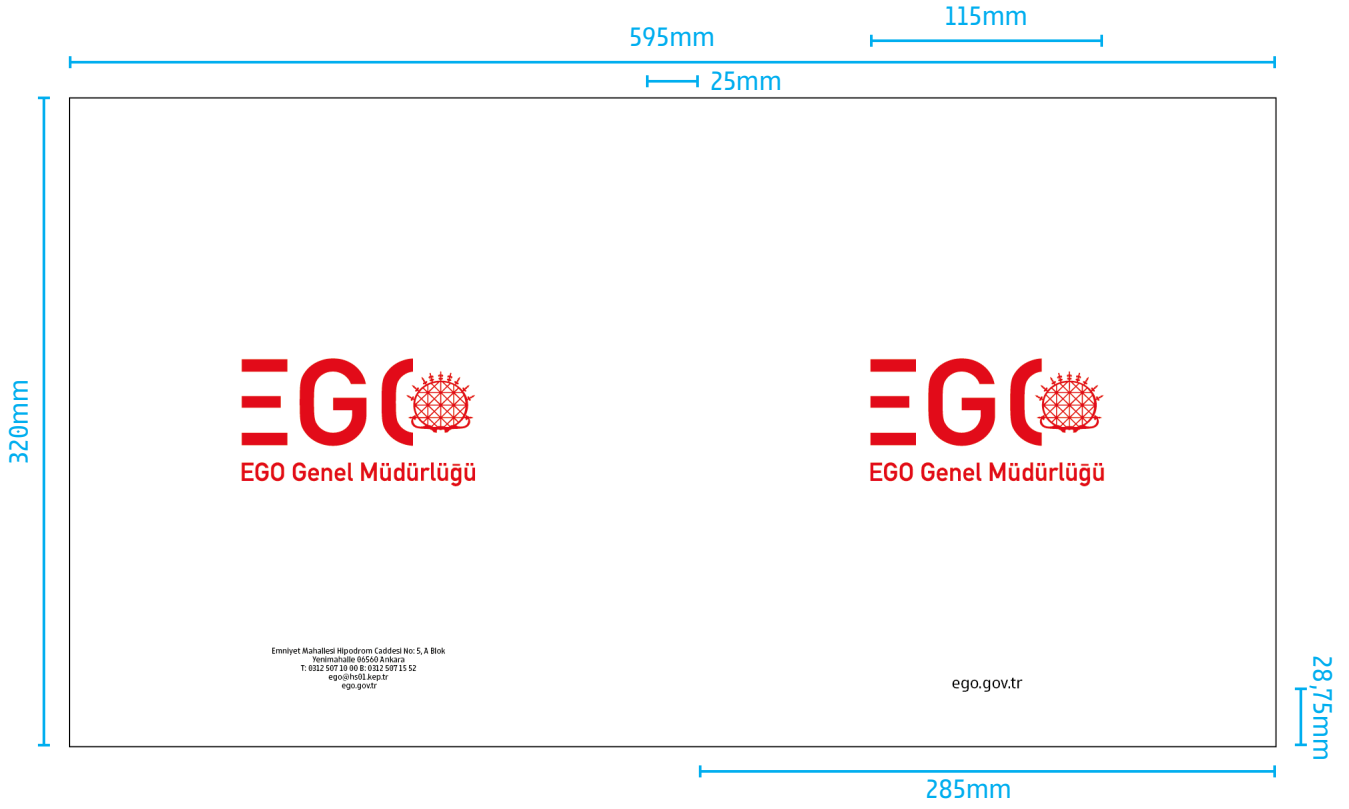 115mm
595mm
25mm
320mm
EGO
EGO Genel Müdürlüğü
EGO
EGO Genel Müdürlüğü
Emniyet Mahallesi Hipodrom Caddesi No: 5, A Blok
Yenimahalle 06560 Ankara
T: 0312 507 10 00 B: 0312 507 15 52
ego@hs01.kep.tr
ego.gov.tr
ego.gov.tr
28,75mm
285mm